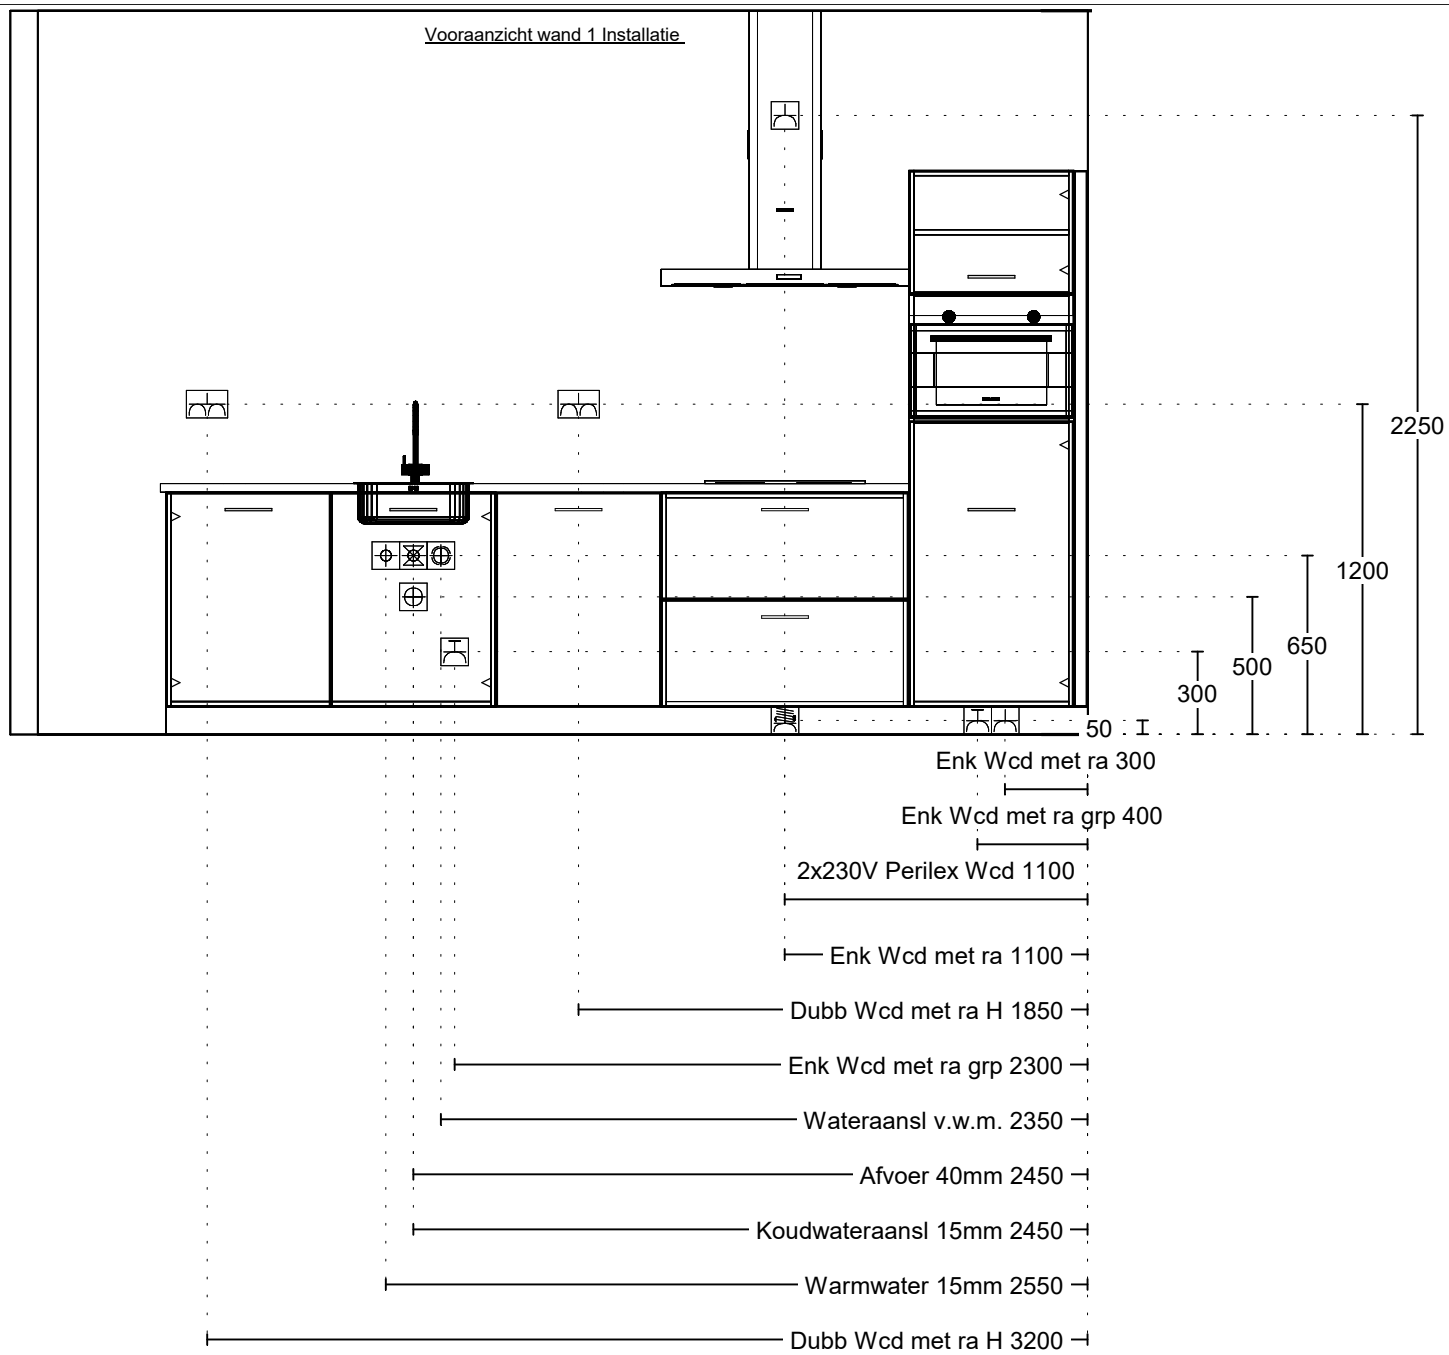 Vooraanzicht wand 1 Installatie
2250
1200
650
500
300
50
Enk Wcd met ra 300
Enk Wcd met ra grp 400
2x230V Perilex Wcd 1100
Enk Wcd met ra 1100
Dubb Wcd met ra H 1850
Enk Wcd met ra grp 2300
Wateraansl v.w.m. 2350
Afvoer 40mm 2450
Koudwateraansl 15mm 2450
Warmwater 15mm 2550
Dubb Wcd met ra H 3200